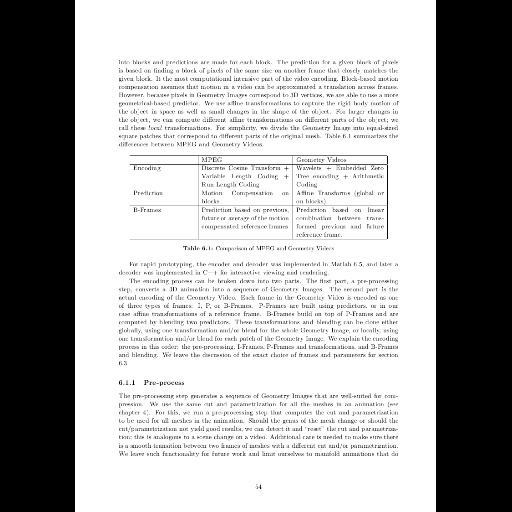 into blocks and predictions are made for each block. The prediction for a given block of pixels
is based on finding a block of pixels of the same size on another frame that closely matches the
given block. It the most computational intensive part of the video encoding. Block-based motion
compensation assumes that motion in a video can be approximated a translation across frames.
However, because pixels in Geometry Images correspond to 3D vertices, we are able to use a more
geometrical-based predictor. We use affine transformations to capture the rigid body motion of
the object in space as well as small changes in the shape of the object. For larger changes in
the object, we can compute different affine transformations on different parts of the object; we
call these local transformations. For simplicity, we divide the Geometry Image into equal-sized
square patches that correspond to different parts of the original mesh. Table 6.1 summarizes the
differences between MPEG and Geometry Videos.
MPEG Geometry Videos
Encoding Discrete Cosine Transform + Wavelets + Embedded Zero
Variable Length Coding + Tree encoding + Arithmetic
Run Length Coding Coding
Prediction Motion Compensation on Affine Transforms (global or
blocks on blocks)
B-Frames Prediction based on previous, Prediction based on linear
future or average of the motion combination between trans-
compensated reference frames formed previous and future
reference frame.
Table 6.1: Comparison of MPEG and Geometry Videos
For rapid prototyping, the encoder and decoder was implemented in Matlab 6.5, and later a
decoder was implemented in C++ for interactive viewing and rendering.
The encoding process can be broken down into two parts. The first part, a pre-processing
step, converts a 3D animation into a sequence of Geometry Images. The second part is the
actual encoding of the Geometry Video. Each frame in the Geometry Video is encoded as one
of three types of frames: I, P, or B-Frames. P-Frames are built using predictors, or in our
case affine transformations of a reference frame. B-Frames build on top of P-Frames and are
computed by blending two predictors. These transformations and blending can be done either
globally, using one transformation and/or blend for the whole Geometry Image, or locally, using
one transformation and/or blend for each patch of the Geometry Image. We explain the encoding
process in this order: the pre-processing, I-Frames, P-Frames and transformations, and B-Frames
and blending. We leave the discussion of the exact choice of frames and parameters for section
6.3
6.1.1 Pre-process
The pre-processing step generates a sequence of Geometry Images that are well-suited for com-
pression. We use the same cut and parametrization for all the meshes in an animation (see
chapter 4). For this, we run a pre-processing step that computes the cut and parametrization
to be used for all meshes in the animation. Should the genus of the mesh change or should the
cut/parametrization not yield good results, we can detect it and "reset" the cut and parametriza-
tion; this is analogous to a scene change on a video. Additional care is needed to make sure there
is a smooth transition between two frames of meshes with a different cut and/or parametrization.
We leave such functionality for future work and limit ourselves to manifold animations that do
54